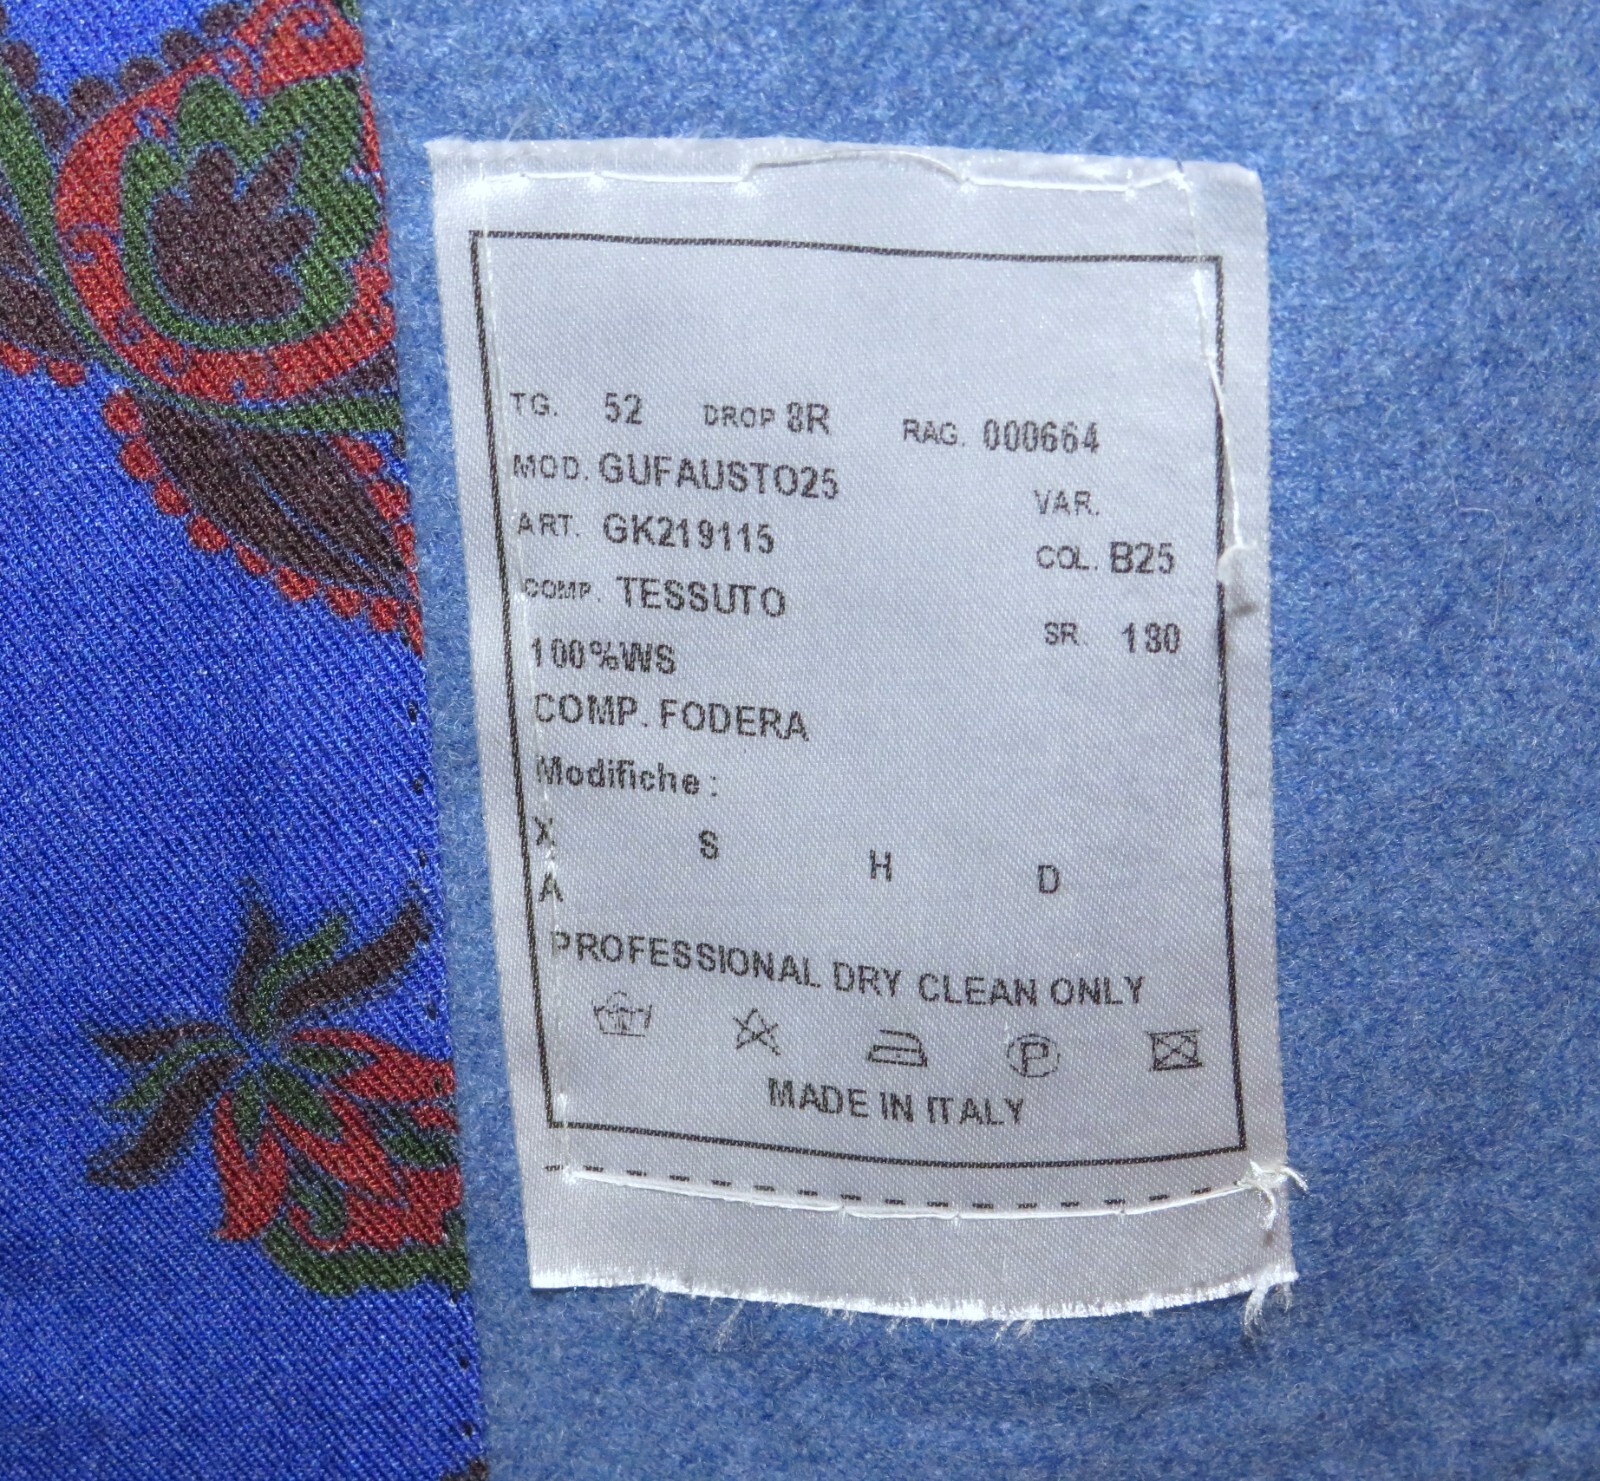 TG. 52 DROP 8R RAG. 000664
MOD. GUFAUSTO25 VAR.
ART. GK219115 COL. B25
COMP. TESSUTO SR. 180
100%WS
COMP. FODERA
Modifiche :
X S H D
A
PROFESSIONAL DRY CLEAN ONLY
P
MADE IN ITALY